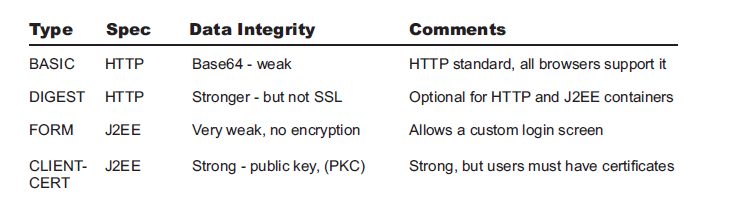 Type Spec Data Integrity Comments
BASIC HTTP Base64 - weak HTTP standard, all browsers support it
DIGEST HTTP Stronger - but not SSL Optional for HTTP and J2EE containers
FORM J2EE Very weak, no encryption Allows a custom login screen
CLIENT- J2EE Strong - public key, (PKC) Strong, but users must have certificates
CERT